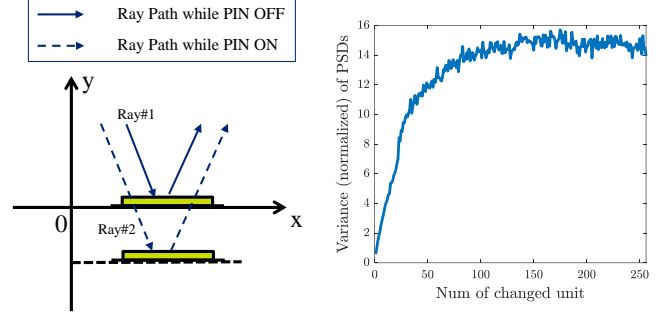 Ray Path while PIN OFF
Ray Path while PIN ON
y
Ray#1
0
x
Ray#2
Variance (normalized) of PSDs
16
14
12
10
8
6
4
2
0
0
50
100
150
200
250
Num of changed unit